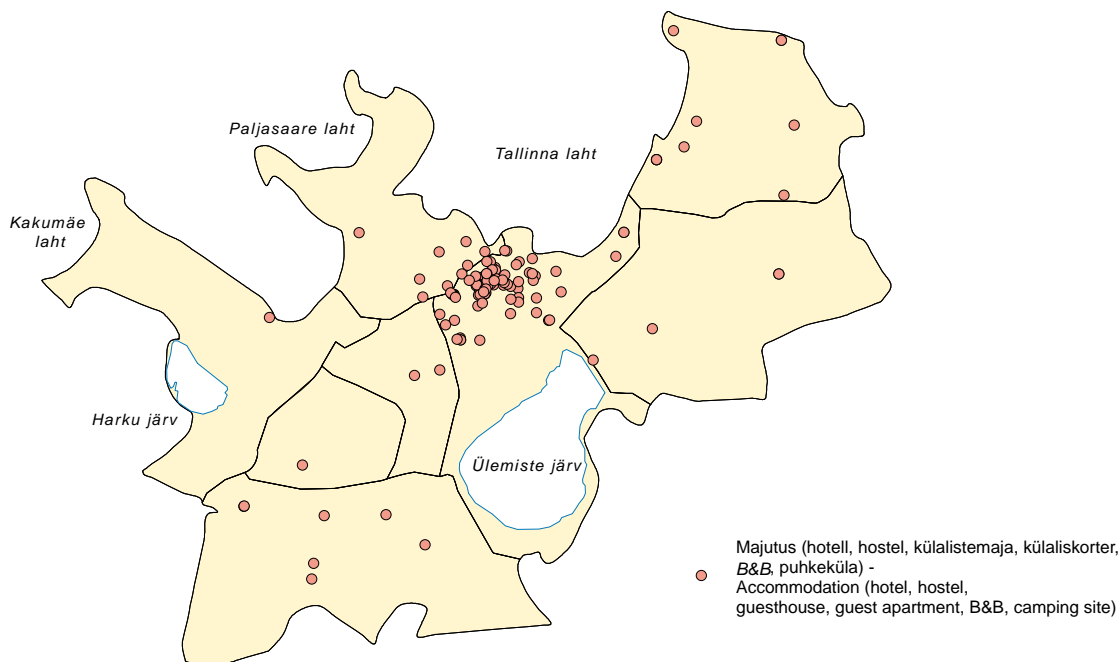 Paljasaare laht
Tallinna laht
Kakumäe
laht
Harku järv
Ülemiste järv
Majutus (hotell, hostel, külalistemaja, külaliskorter,
B&B, puhkeküla) -
Accommodation (hotel, hostel,
guesthouse, guest apartment, B&B, camping site)